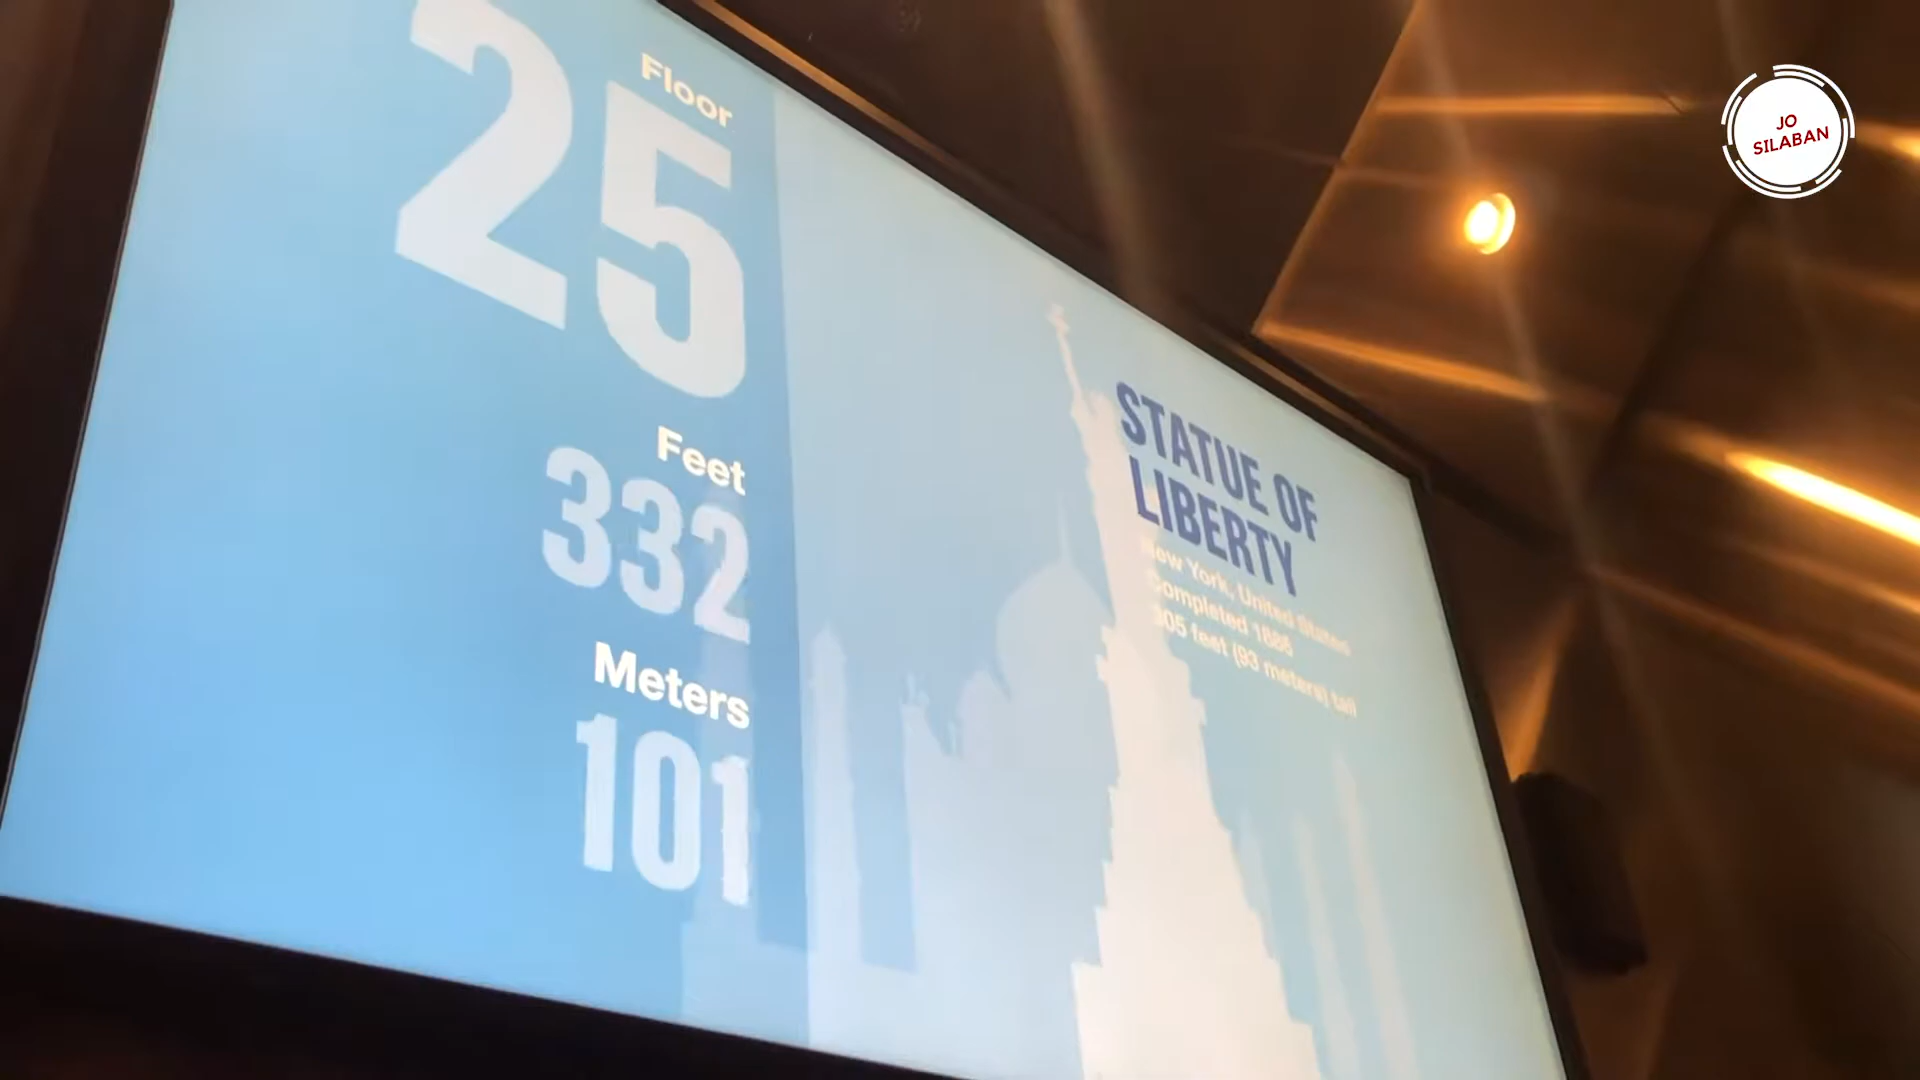 Floor
25
Feet
332
Meters
101
STATUE OF
LIBERTY
New York, United States
Completed 1886
305 feet (93 meters) tall
JO
SILABAN